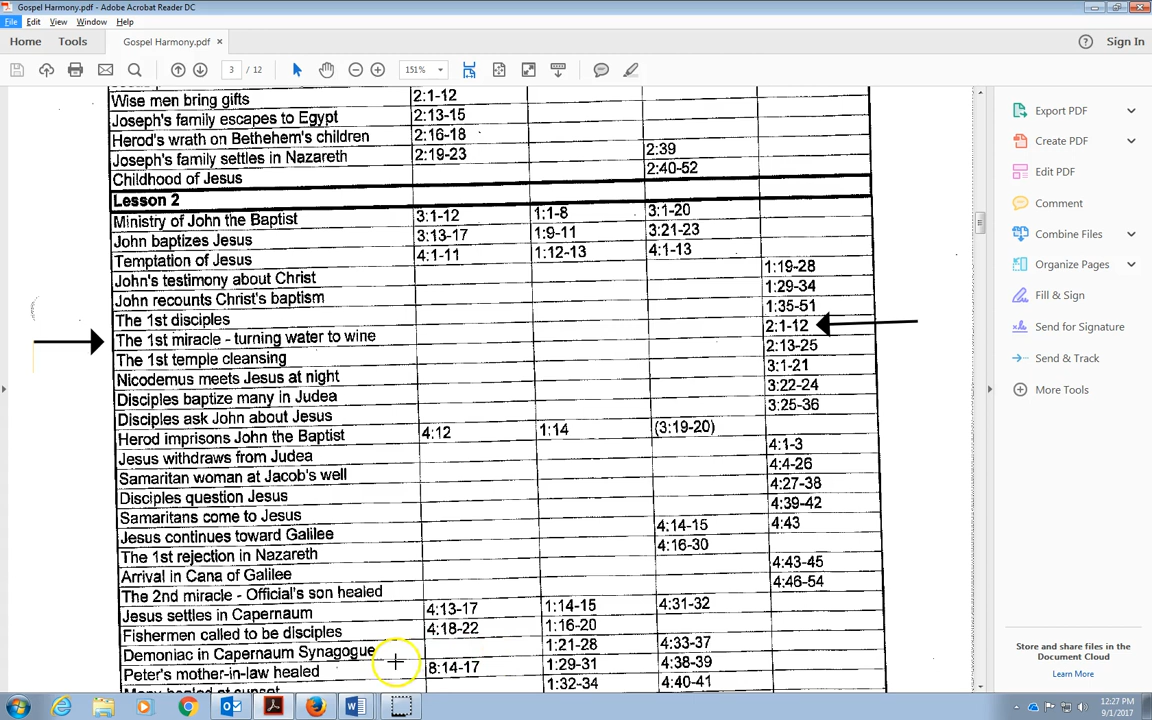 Gospel Harmony.pdf - Adobe Acrobat Reader DC
File Edit View Window Help
Home Tools Gospel Harmony.pdf × Sign In
3 / 12 151%
Wise men bring gifts 2:1-12
Joseph's family escapes to Egypt 2:13-15
Herod's wrath on Bethehem's children 2:16-18
Joseph's family settles in Nazareth 2:19-23 2:39
Childhood of Jesus 2:40-52
Lesson 2
Ministry of John the Baptist 3:1-12 1:1-8 3:1-20
John baptizes Jesus 3:13-17 1:9-11 3:21-23
Temptation of Jesus 4:1-11 1:12-13 4:1-13
John's testimony about Christ 1:19-28
John recounts Christ's baptism 1:29-34
The 1st disciples 1:35-51
The 1st miracle - turning water to wine 2:1-12
The 1st temple cleansing 2:13-25
Nicodemus meets Jesus at night 3:1-21
Disciples baptize many in Judea 3:22-24
Disciples ask John about Jesus 3:25-36
Herod imprisons John the Baptist 4:12 1:14 (3:19-20)
Jesus withdraws from Judea 4:1-3
Samaritan woman at Jacob's well 4:4-26
Disciples question Jesus 4:27-38
Samaritans come to Jesus 4:39-42
Jesus continues toward Galilee 4:14-15 4:43
The 1st rejection in Nazareth 4:16-30
Arrival in Cana of Galilee 4:43-45
The 2nd miracle - Official's son healed 4:46-54
Jesus settles in Capernaum 4:13-17 1:14-15 4:31-32
Fishermen called to be disciples 4:18-22 1:16-20
Demoniac in Capernaum Synagogue 1:21-28 4:33-37
Peter's mother-in-law healed 8:14-17 1:29-31 4:38-39
Many healed at sunset 1:32-34 4:40-41
Export PDF
Create PDF
Edit PDF
Comment
Combine Files
Organize Pages
Fill & Sign
Send for Signature
Send & Track
More Tools
Store and share files in the
Document Cloud
Learn More
12:27 PM
9/1/2017